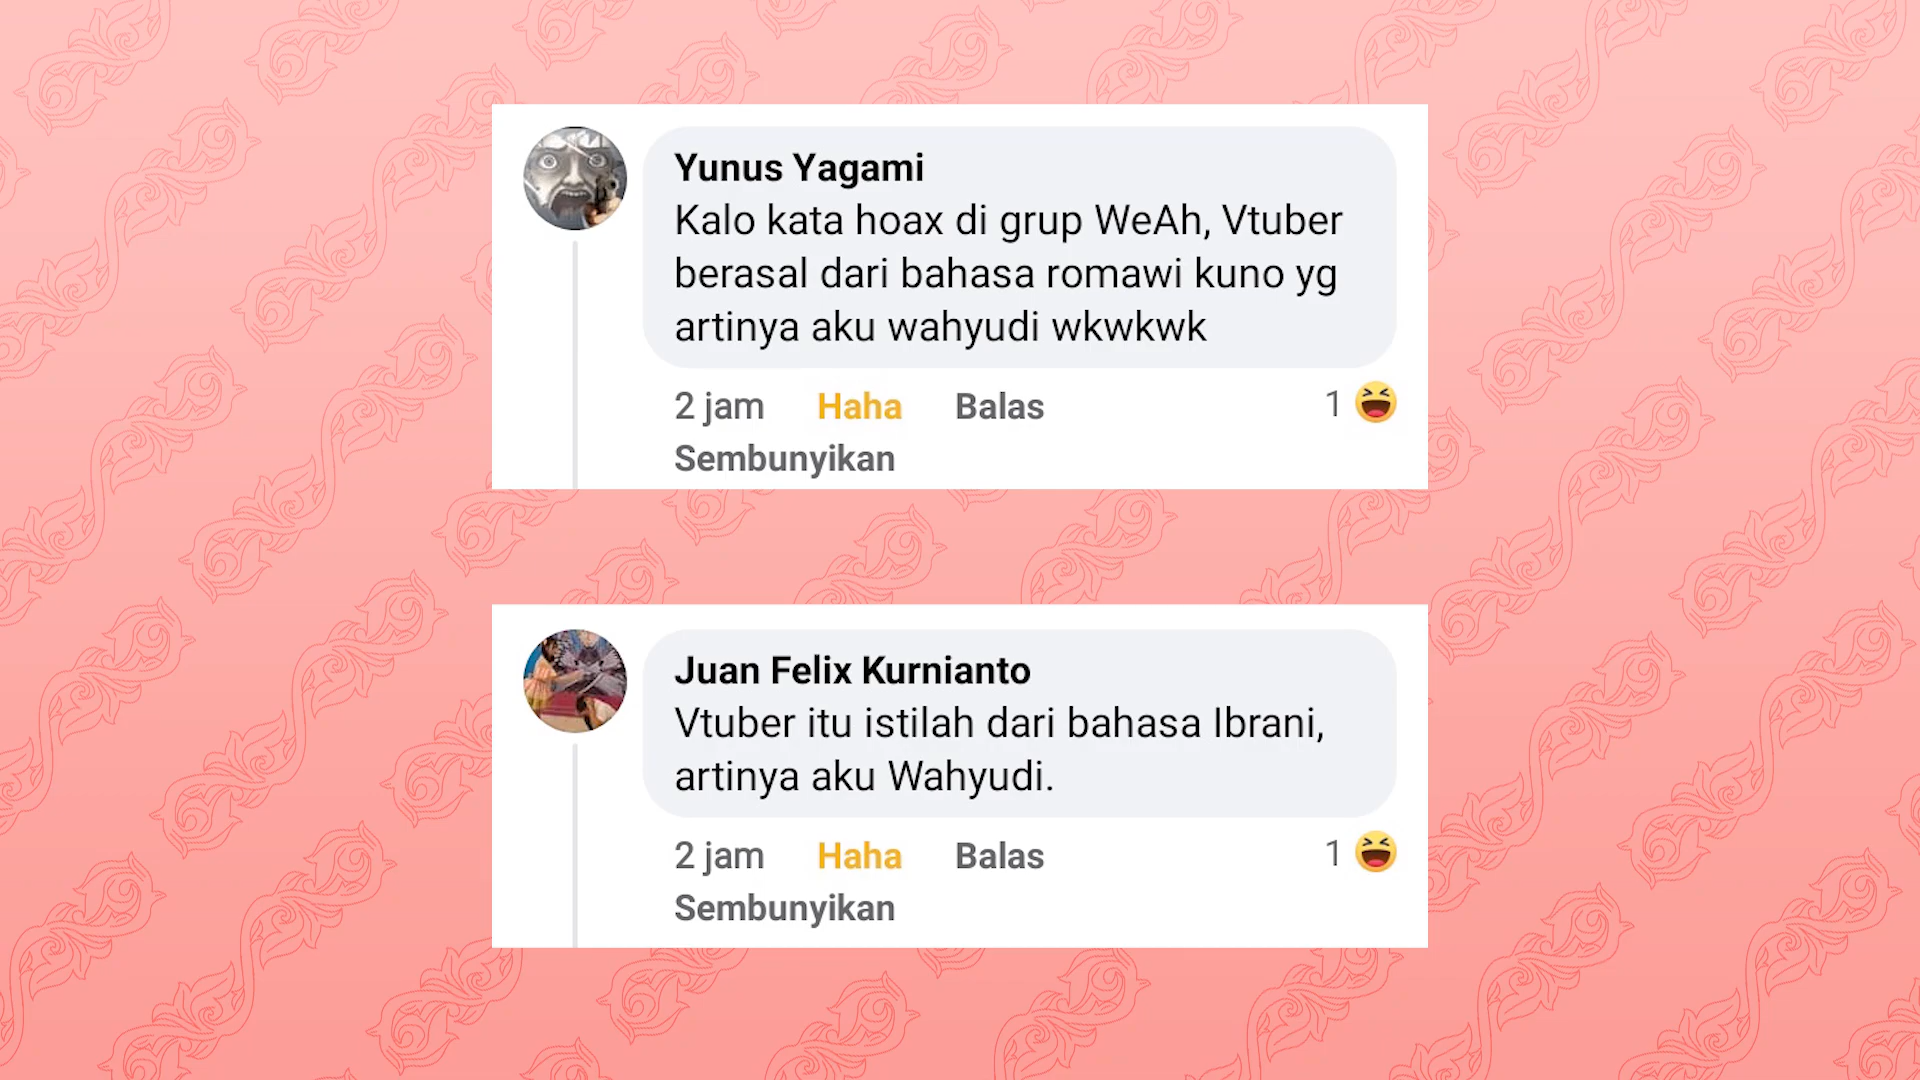 Yunus Yagami
Kalo kata hoax di grup WeAh, Vtuber
berasal dari bahasa romawi kuno yg
artinya aku wahyudi wkwkwk
2 jam Haha Balas 1
Sembunyikan
Juan Felix Kurnianto
Vtuber itu istilah dari bahasa Ibrani,
artinya aku Wahyudi.
2 jam Haha Balas 1
Sembunyikan